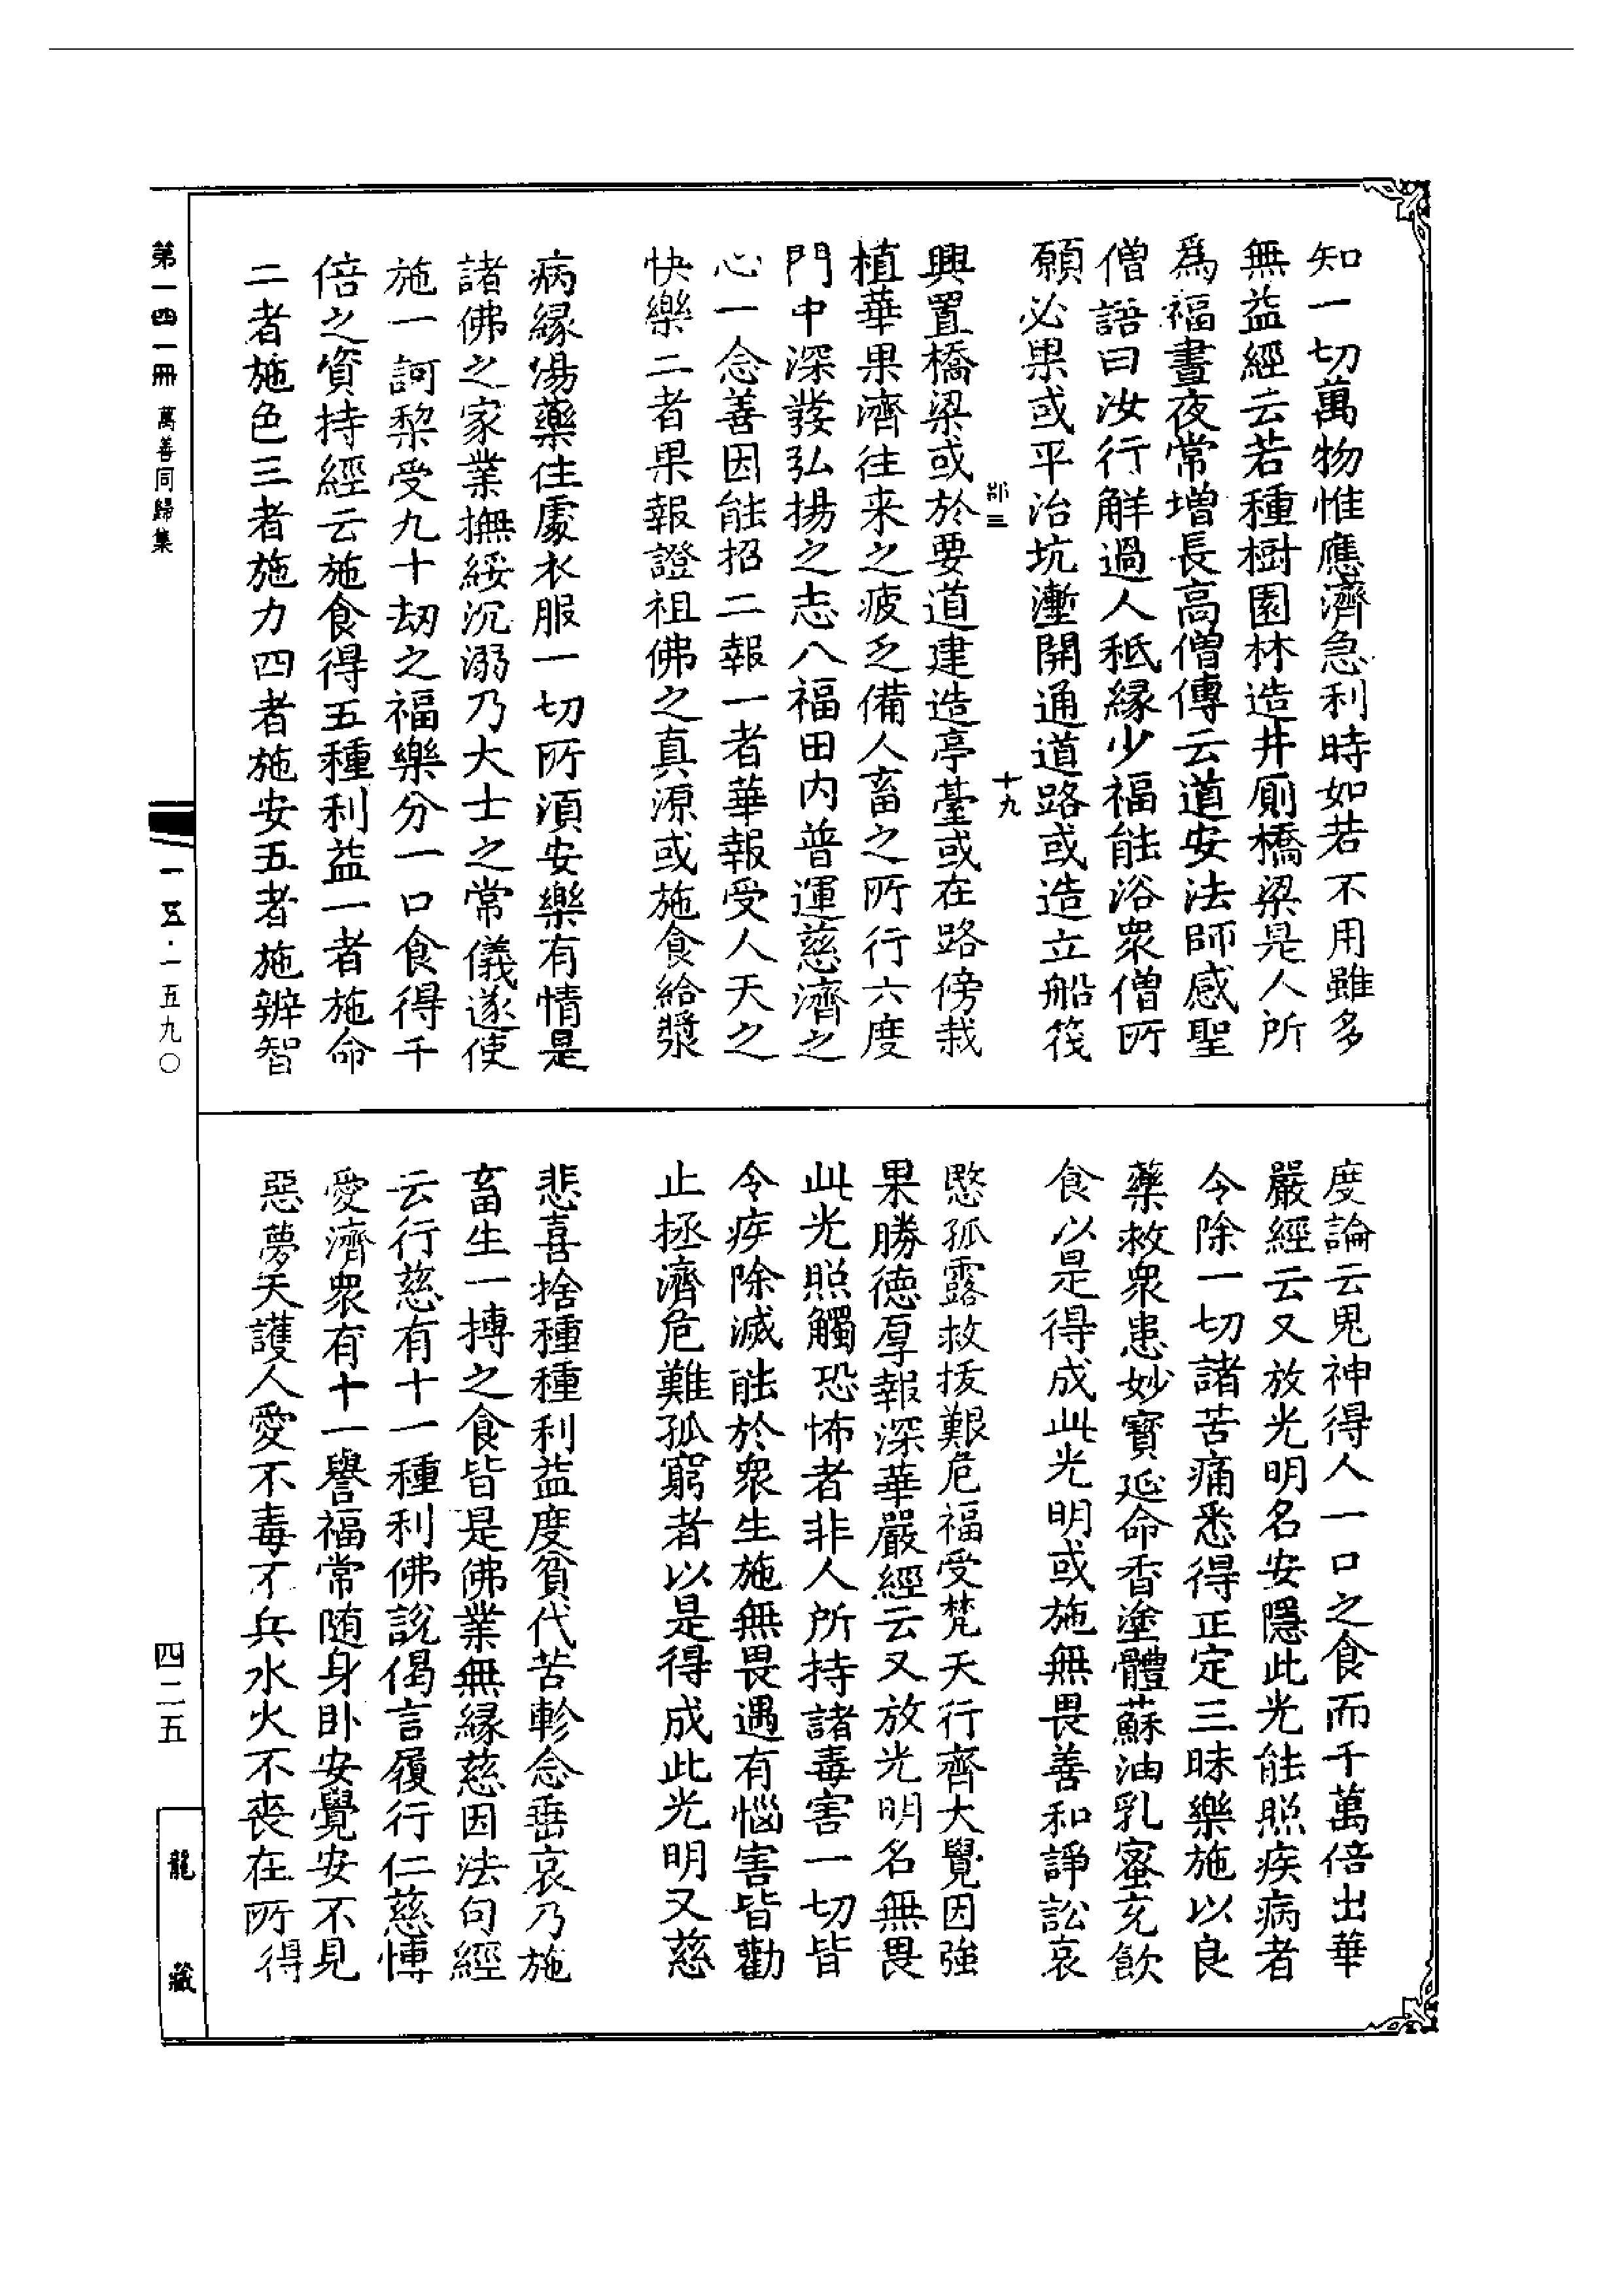 知一切萬物惟應濟急利時如若不用雖多
無益經云若種樹園林造井廁橋梁是人所
爲福晝夜常增長高僧傳云道安法師感聖
僧語曰汝行解過人秖緣少福能浴衆僧所
願必果或平治坑壍開通道路或造立船筏
十九
興置橋梁或於要道建造亭臺或在路傍栽
植華果濟往来之疲乏備人畜之所行六度
門中深發弘揚之志八福田内普運慈濟之
心一念善因能招二報一者華報受人天之
快樂二者果報證祖佛之真源或施食給漿
病緣湯藥住處衣服一切所須安樂有情是
諸佛之家業撫綏沉溺乃大士之常儀遂使
施一訶棃受九十劫之福樂分一口食得千
倍之資持經云施食得五種利益一者施命
二者施色三者施力四者施安五者施辨智
度論云鬼神得人一口之食而千萬倍出華
嚴經云又放光明名安隱此光能照疾病者
令除一切諸苦痛悉得正定三昧樂施以良
藥救衆患妙寶延命香塗體蘇油乳蜜充飲
食以是得成此光明或施無畏善和諍訟哀
愍孤露救拔艱危福受梵天行齊大覺因強
果勝德厚報深華嚴經云又放光明名無畏
此光照觸恐怖者非人所持諸毒害一切皆
令疾除滅能於衆生施無畏遇有惱害皆勸
止拯濟危難孤窮者以是得成此光明又慈
悲喜捨種種利益度貧代苦軫念垂哀乃施
畜生一摶之食皆是佛業無緣慈因法句經
云行慈有十一種利佛說偈言履行仁慈博
愛濟衆有十一譽福常随身卧安覺安不見
惡夢天護人愛不毒不兵水火不喪在所得
第一四一冊 萬善同歸集
一五·一五九〇
四二五
龍藏